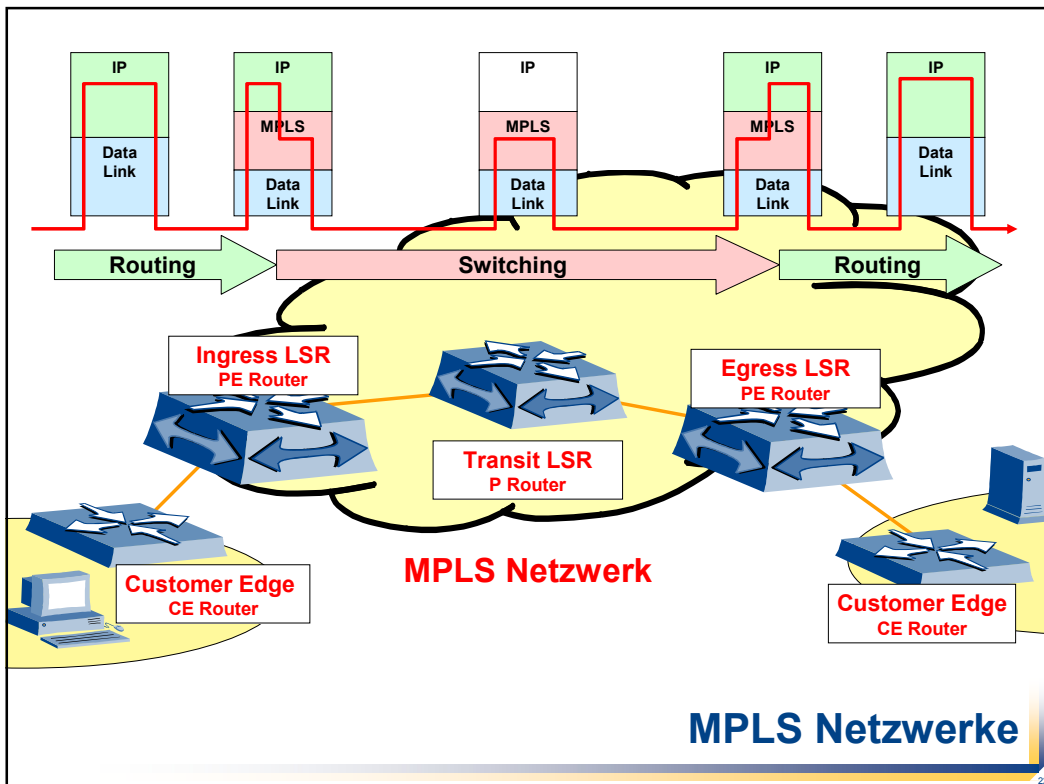 IP
Data
Link
IP
MPLS
Data Link
IP
MPLS
Data
Link
IP
MPLS
Data
Link
IP
Data
Link
Routing
Switching
Routing
Ingress LSR
PE Router
Transit LSR
P Router
Egress LSR
PE Router
Customer Edge
CE Router
MPLS Netzwerk
Customer Edge
CE Router
MPLS Netzwerke